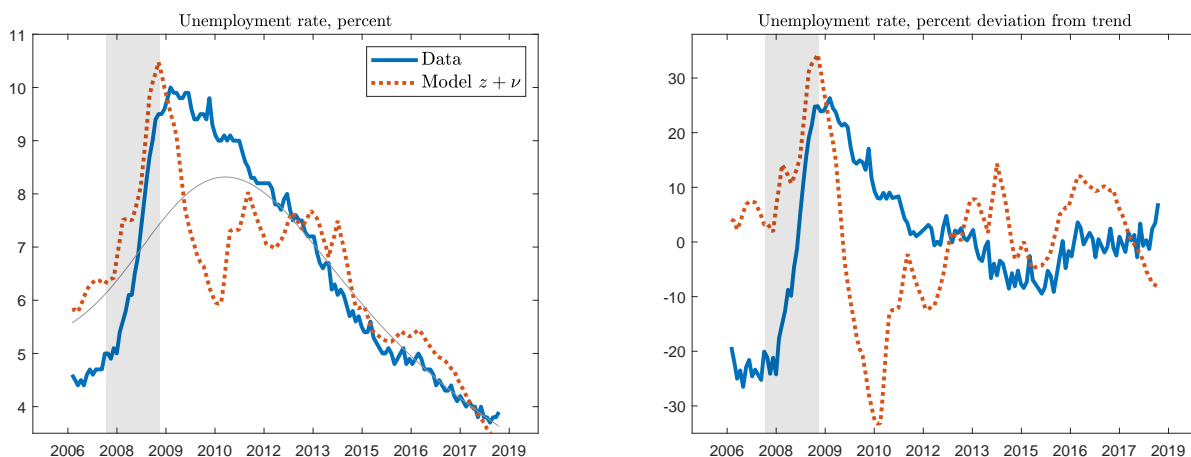 Unemployment rate, percent
11
10
9
8
7
6
5
4
2006 2008 2009 2010 2012 2013 2015 2016 2017 2019
Data
Model z + ν
Unemployment rate, percent deviation from trend
30
20
10
0
-10
-20
-30
2006 2008 2009 2010 2012 2013 2015 2016 2017 2019